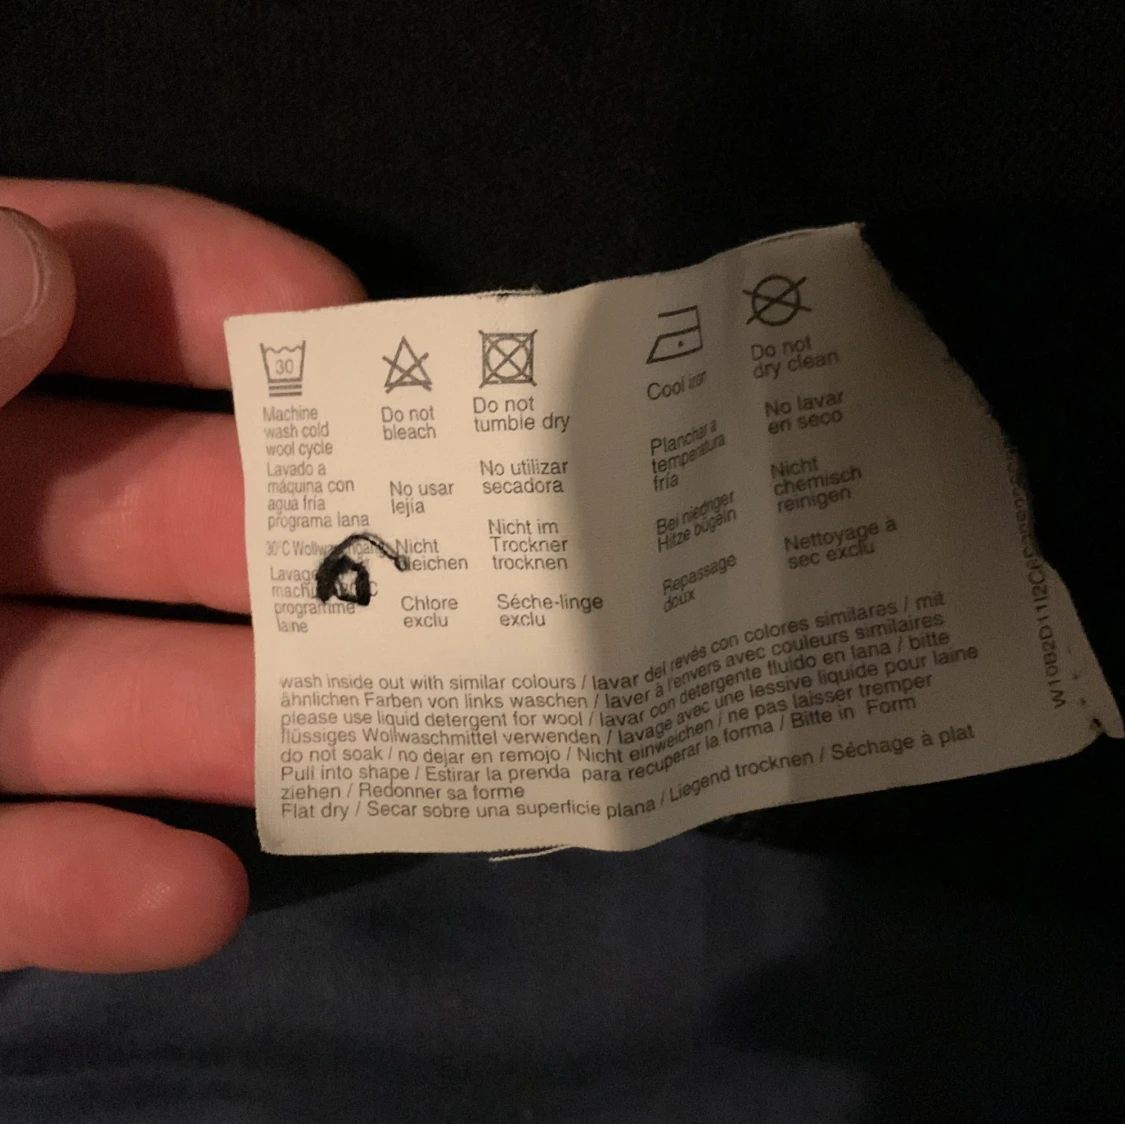 30
Machine
wash cold
wool cycle
Lavado a
máquina con
agua fría
programa lana
30°C
Lavage
programme
laine
Do not
bleach
No usar
lejía
Nicht
bleichen
Chlore
exclu
Do not
tumble dry
No utilizar
secadora
Nicht im
Trockner
trocknen
Séche-linge
exclu
Cool iron
Planchar a
temperatura
fría
Bei niedriger
Hitze bügeln
Repassage
doux
Do not
dry clean
No lavar
en seco
Nicht
chemisch
reinigen
Nettoyage à
sec exclu
wash inside out with similar colours / lavar del revés con colores similares / mit
ähnlichen Farben von links waschen / laver à l'envers avec couleurs similaires
please use liquid detergent for wool / lavar con detergente fluido en lana / bitte
flüssiges Wollwaschmittel verwenden / lavage avec une lessive liquide pour laine
do not soak / no dejar en remojo / Nicht einweichen / ne pas laisser tremper
Pull into shape / Estirar la prenda para recuperar la forma / Bitte in Form
ziehen / Redonner sa forme
Flat dry / Secar sobre una superficie plana / Liegend trocknen / Séchage à plat